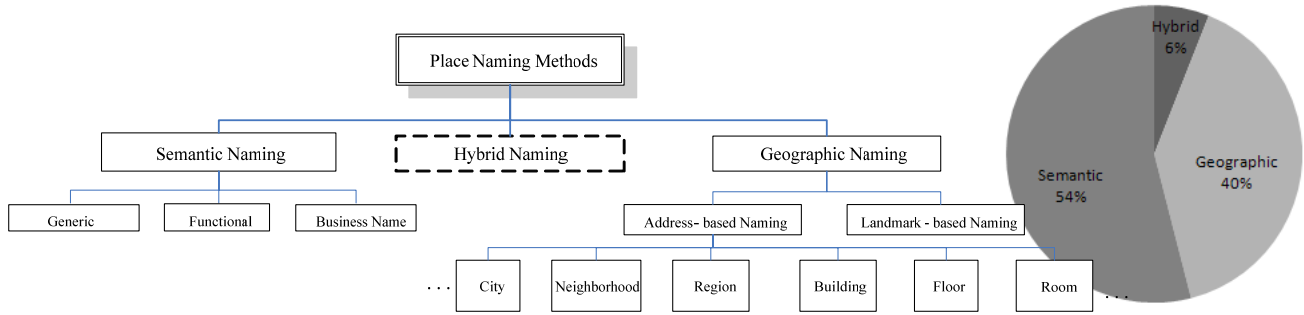 Place Naming Methods
Semantic Naming
Hybrid Naming
Geographic Naming
Generic
Functional
Business Name
Address- based Naming
Landmark - based Naming
. . .
City
Neighborhood
Region
Building
Floor
Room
. . .
Hybrid
6%
Geographic
40%
Semantic
54%